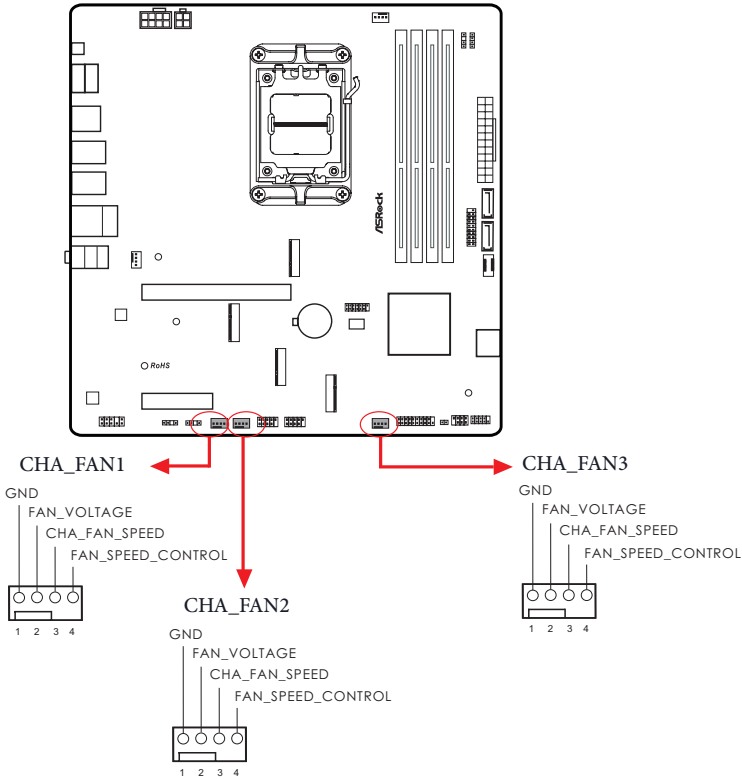 ASRock
RoHS
CHA_FAN1
GND
FAN_VOLTAGE
CHA_FAN_SPEED
FAN_SPEED_CONTROL
1 2 3 4
CHA_FAN2
GND
FAN_VOLTAGE
CHA_FAN_SPEED
FAN_SPEED_CONTROL
1 2 3 4
CHA_FAN3
GND
FAN_VOLTAGE
CHA_FAN_SPEED
FAN_SPEED_CONTROL
1 2 3 4